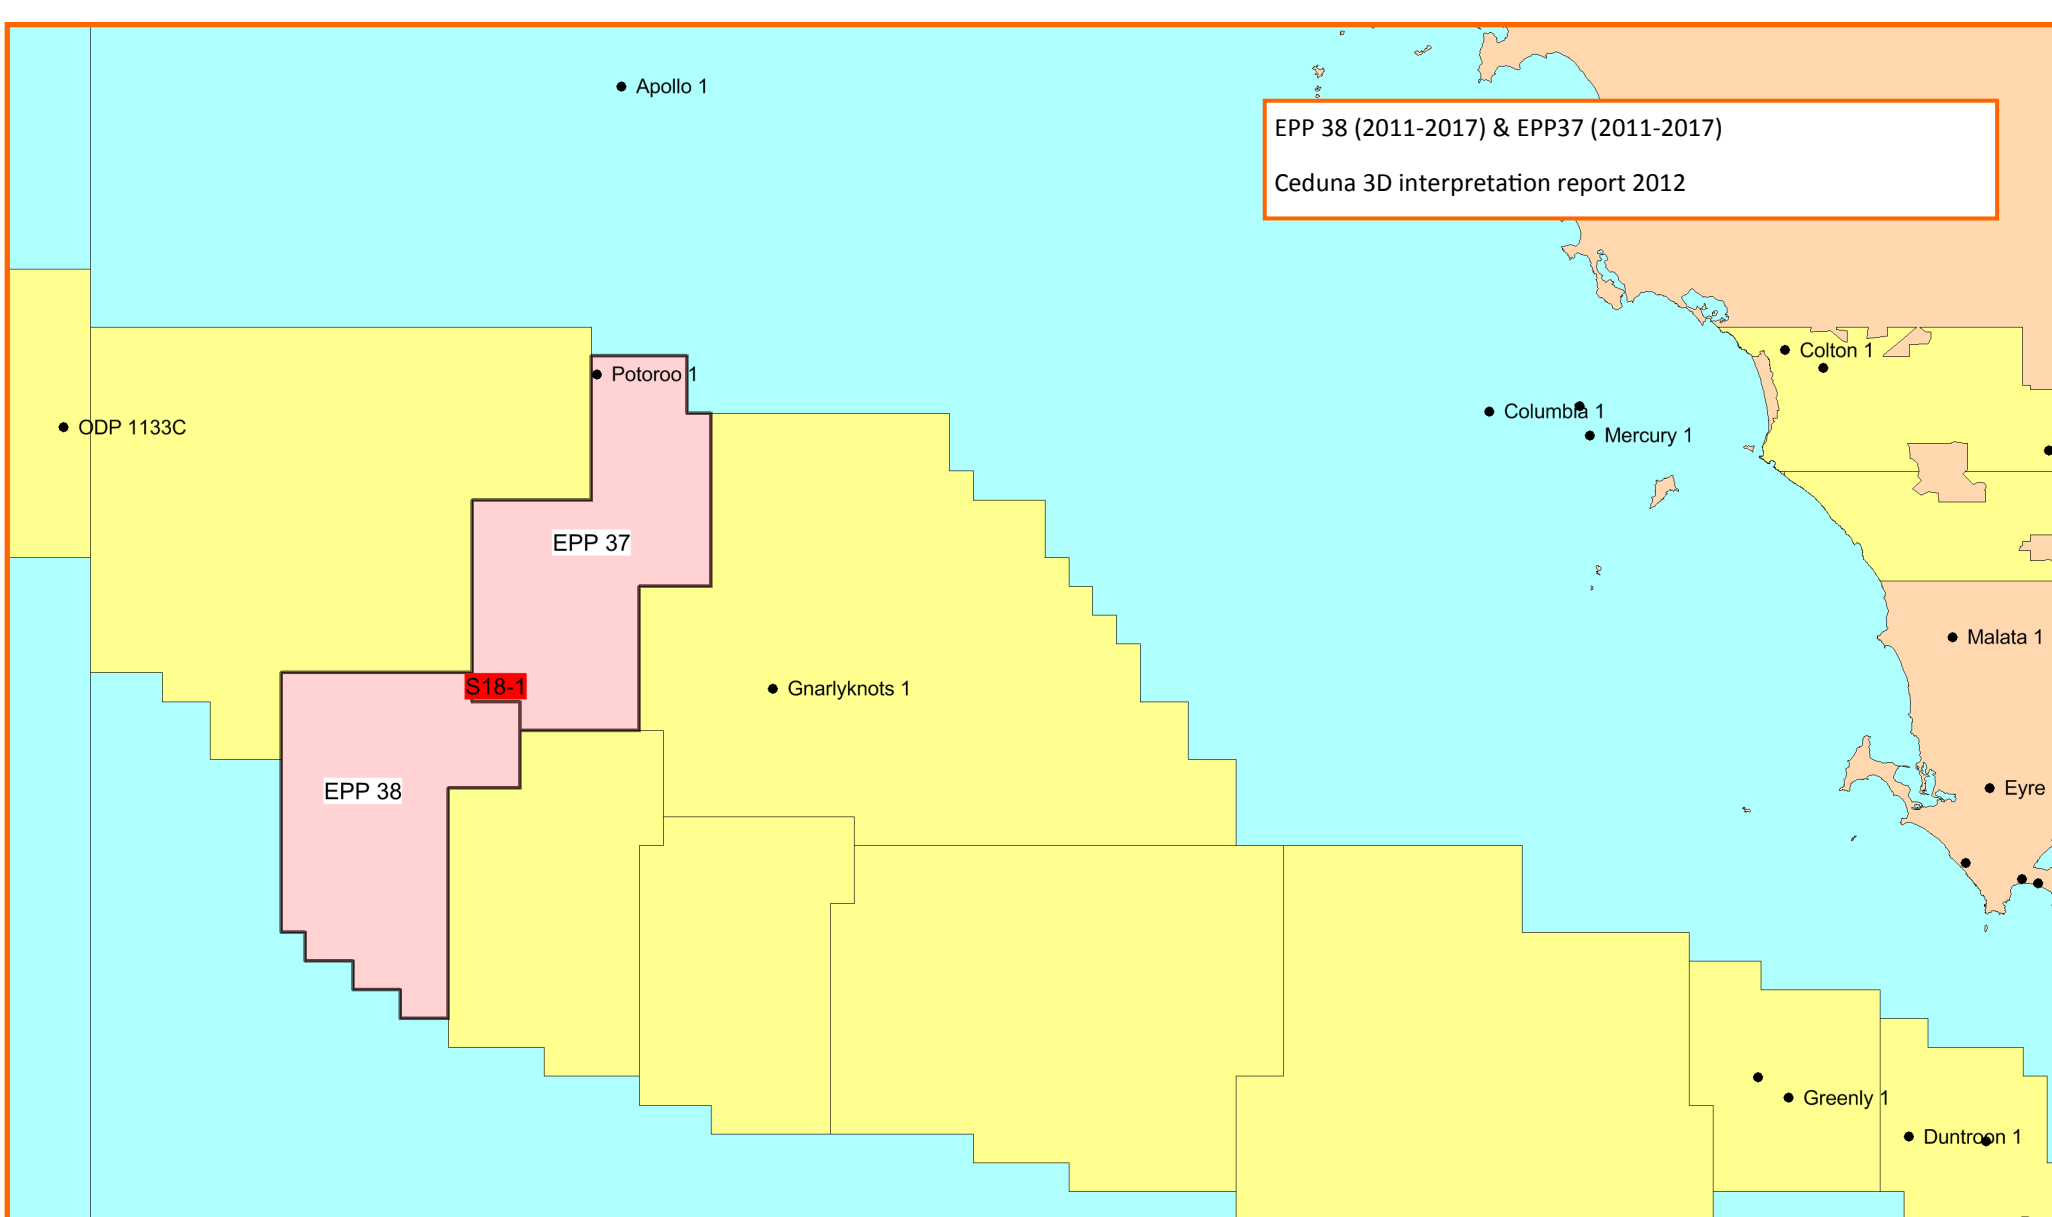 Apollo 1
EPP 38 (2011-2017) & EPP37 (2011-2017)
Ceduna 3D interpretation report 2012
Colton 1
Potoroo 1
Columbia 1
ODP 1133C
Mercury 1
EPP 37
Malata 1
S18-1
Gnarlyknots 1
EPP 38
Eyre
Greenly 1
Duntroon 1